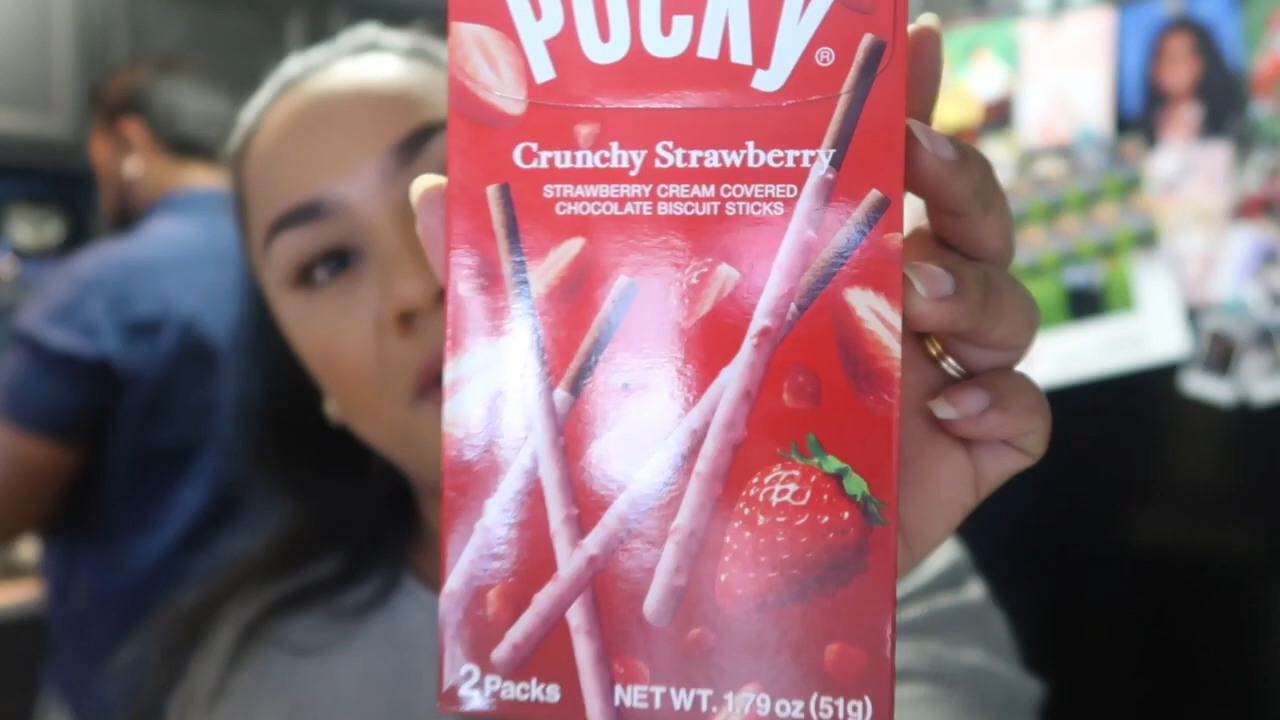 Pocky®
Crunchy Strawberry
STRAWBERRY CREAM COVERED
CHOCOLATE BISCUIT STICKS
2 Packs
NET WT. 1.79 oz (51g)